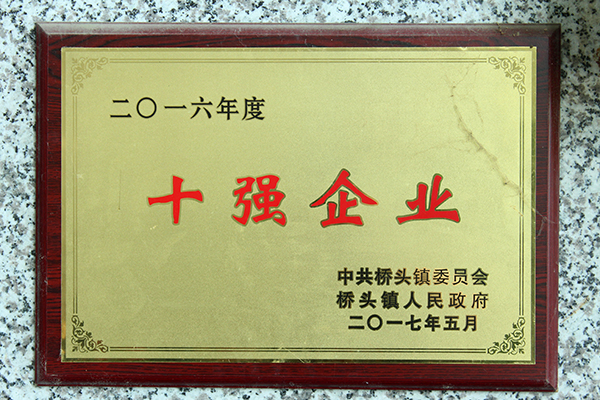 二〇一六年度
十强企业
中共桥头镇委员会
桥头镇人民政府
二〇一七年五月